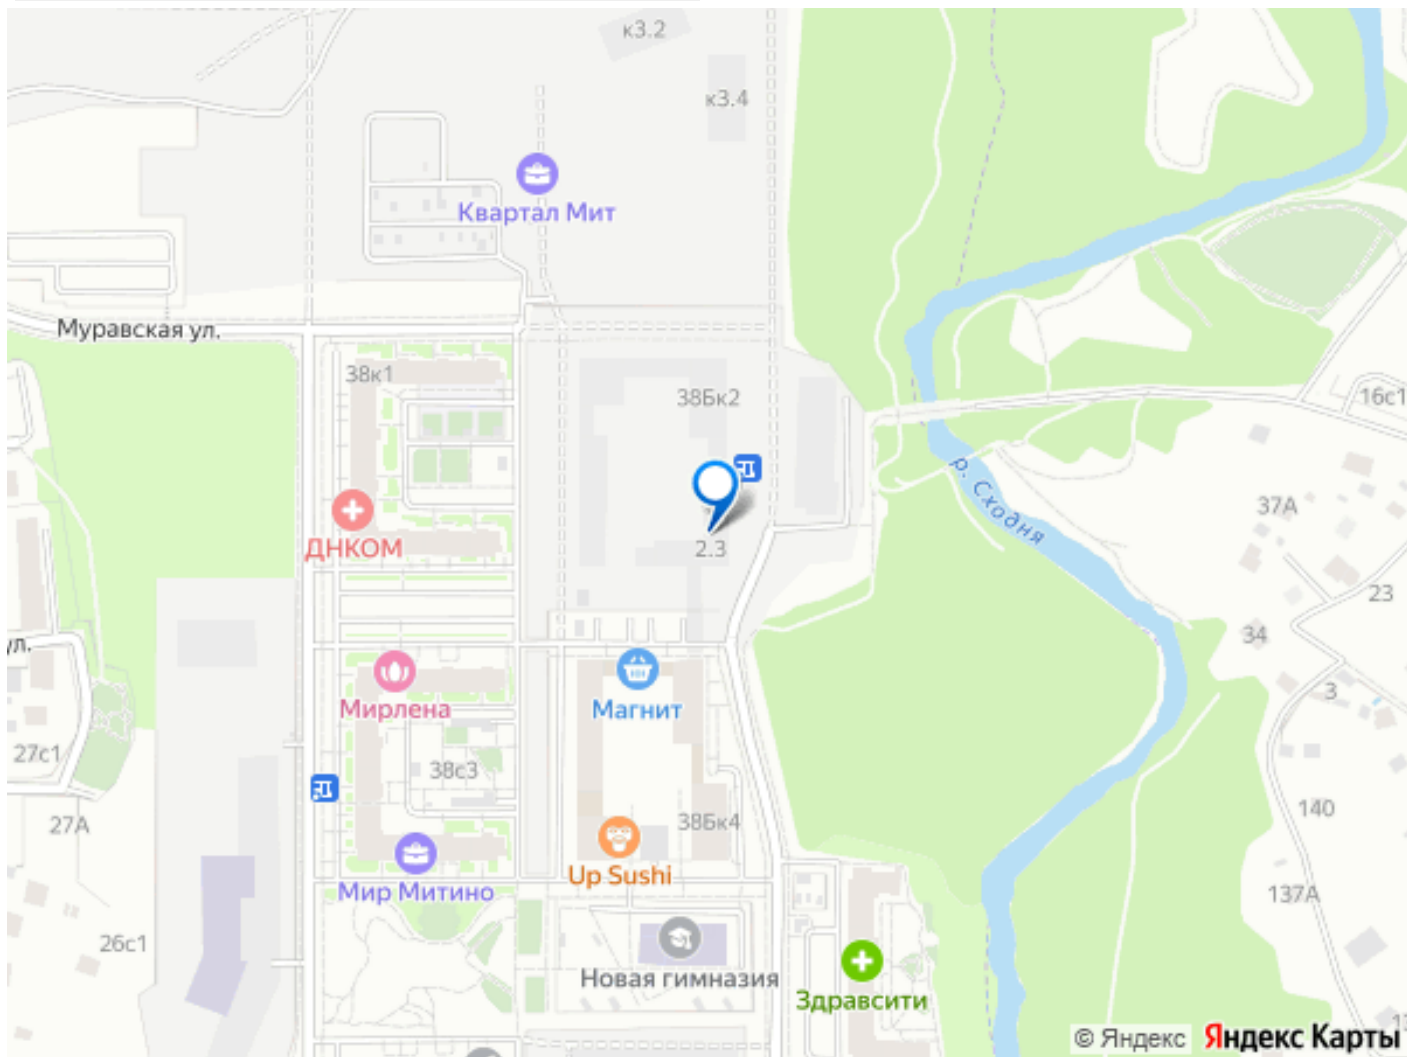 к3.2
к3.4
Квартал Мит
Муравская ул.
38к1
38Бк2
16с1
р. Сходня
37А
ДНКОМ
2.3
23
34
ул.
3
Мирлена
Магнит
27с1
38с3
140
27А
38Бк4
Up Sushi
Мир Митино
137А
26с1
Новая гимназия
Здравсити
© Яндекс Яндекс Карты